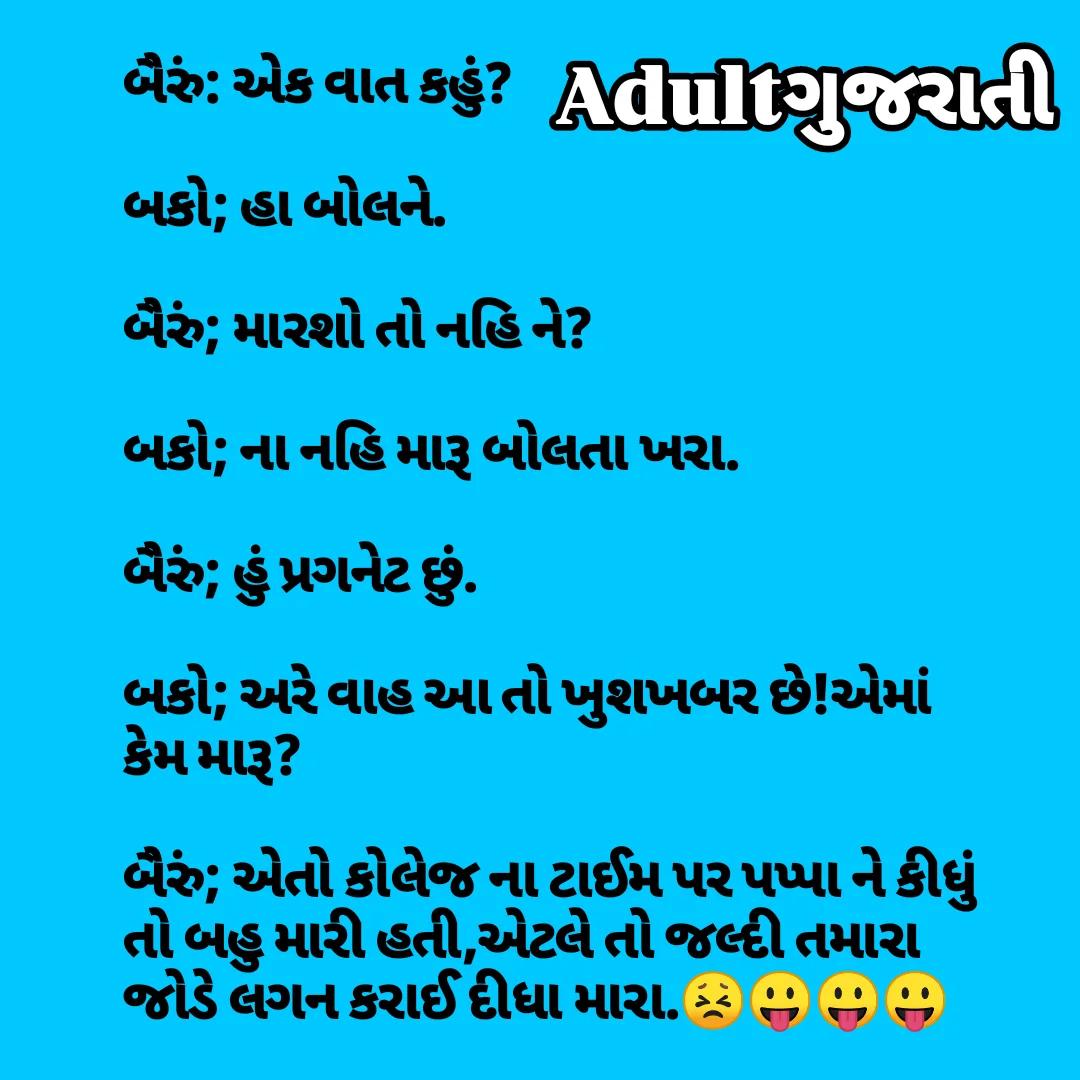 બૈરું: એક વાત કહું?
Adultગુજરાતી
બકો; હા બોલને.
બૈરું; મારશો તો નહિ ને?
બકો; ના નહિ મારૂ બોલતા ખરા.
બૈરું; હું પ્રગનેટ છું.
બકો; અરે વાહ આ તો ખુશખબર છે!એમાં
કેમ મારૂ?
બૈરું; એતો કોલેજ ના ટાઈમ પર પપ્પા ને કીધું
તો બહુ મારી હતી,એટલે તો જલ્દી તમારા
જોડે લગન કરાઈ દીધા મારા.😣😛😛😛